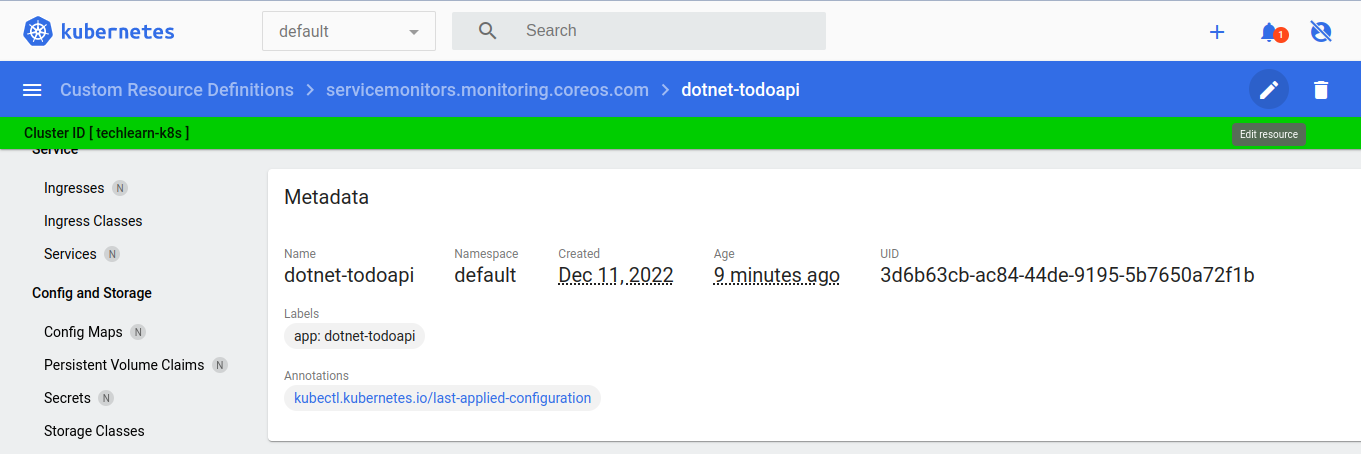 kubernetes
default
Search
1
Custom Resource Definitions > servicemonitors.monitoring.coreos.com > dotnet-todoapi
Cluster ID [ techlearn-k8s ]
Edit resource
Service
Ingresses N
Ingress Classes
Services N
Config and Storage
Config Maps N
Persistent Volume Claims N
Secrets N
Storage Classes
Metadata
Name Namespace Created Age UID
dotnet-todoapi default Dec 11, 2022 9 minutes ago 3d6b63cb-ac84-44de-9195-5b7650a72f1b
Labels
app: dotnet-todoapi
Annotations
kubectl.kubernetes.io/last-applied-configuration